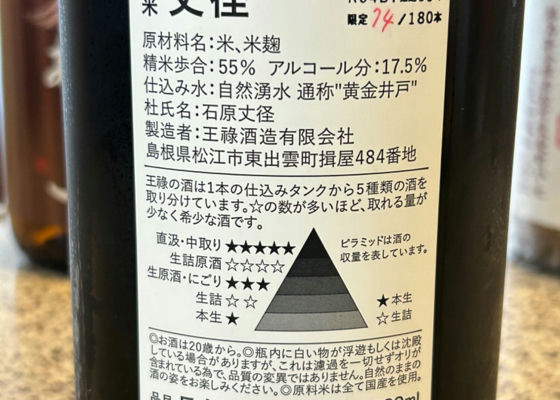 米 丈径
限定 74/180本
原材料名:米、米麹
精米歩合:55% アルコール分:17.5%
仕込み水:自然湧水 通称"黄金井戸"
杜氏名:石原丈径
製造者:王祿酒造有限会社
島根県松江市東出雲町揖屋484番地
王祿の酒は1本の仕込みタンクから5種類の酒を
取り分けています。☆の数が多いほど、取れる量が
少なく希少な酒です。
直汲・中取り ★★★★★
生詰原酒 ☆☆☆☆
生原酒・にごり ★★★
生詰 ☆☆
本生 ★
ピラミッドは酒の
収量を表しています。
★本生
☆生詰
◎お酒は20歳から。◎瓶内に白い物が浮遊もしくは沈殿
している場合がありますが、これは濾過を一切せずオリが
含まれている為で、品質の変異ではありません。自然のままの
酒の姿をお楽しみください。◎原料米は全て国産を使用。